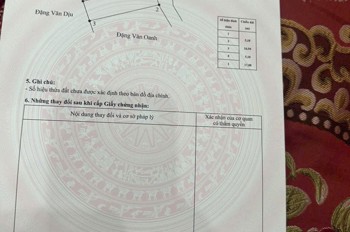 Đặng Văn Dịu
1
2
Đặng Văn Oanh
5. Ghi chú:
- Số hiệu thửa đất chưa được xác định theo bản đồ địa chính.
6. Những thay đổi sau khi cấp Giấy chứng nhận:
Nội dung thay đổi và cơ sở pháp lý
Xác nhận của cơ quan
có thẩm quyền